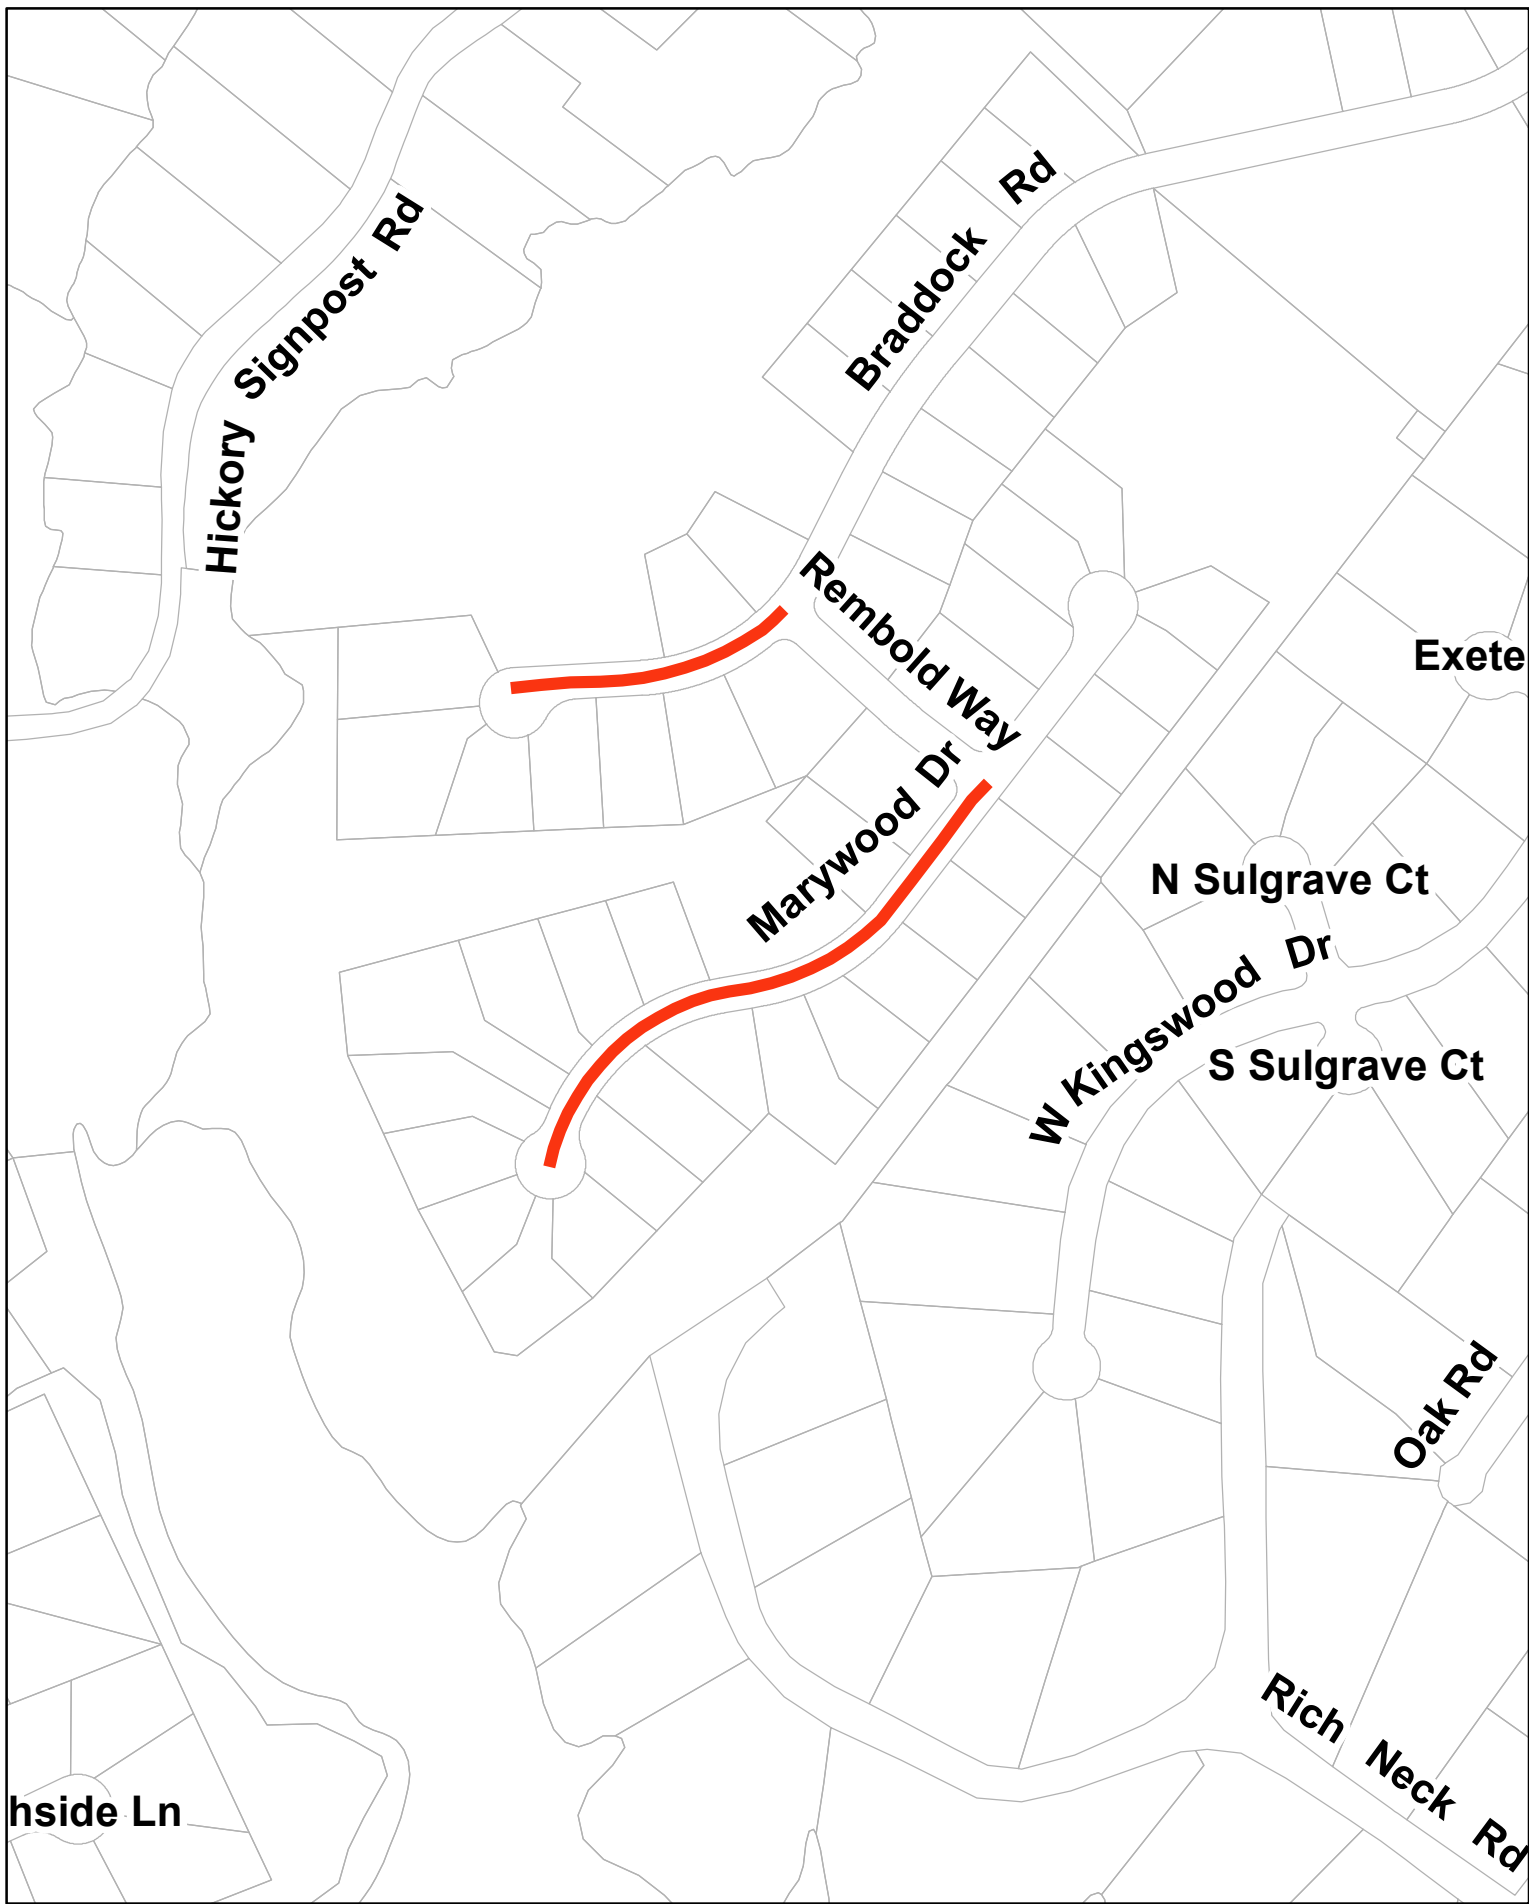 Braddock Rd
Hickory Signpost Rd
Rembold Way
Exete
Marywood Dr
N Sulgrave Ct
W Kingswood Dr
S Sulgrave Ct
Oak Rd
Rich Neck Rd
hside Ln